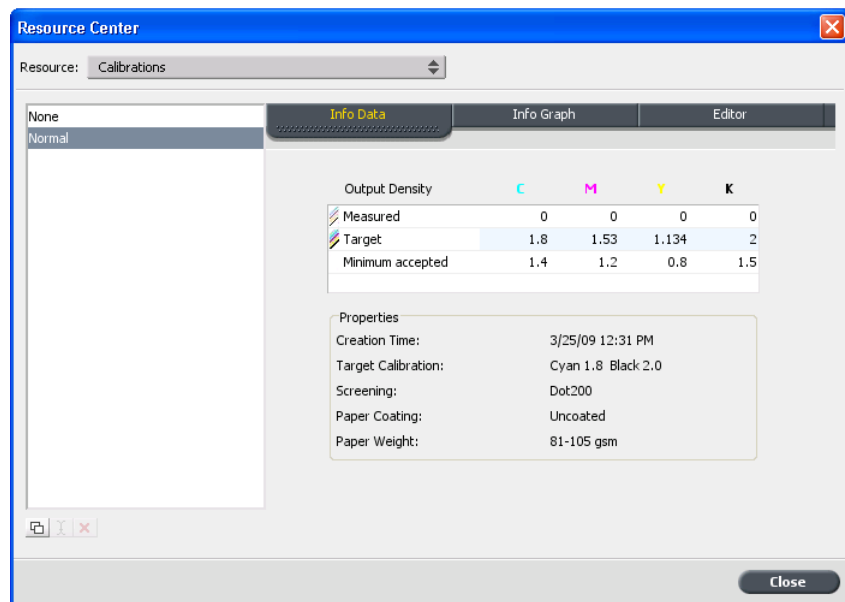 Resource Center
Resource: Calibrations
None
Normal
Info Data Info Graph Editor
Output Density C M Y K
Measured 0 0 0 0
Target 1.8 1.53 1.134 2
Minimum accepted 1.4 1.2 0.8 1.5
Properties
Creation Time: 3/25/09 12:31 PM
Target Calibration: Cyan 1.8 Black 2.0
Screening: Dot200
Paper Coating: Uncoated
Paper Weight: 81-105 gsm
Close